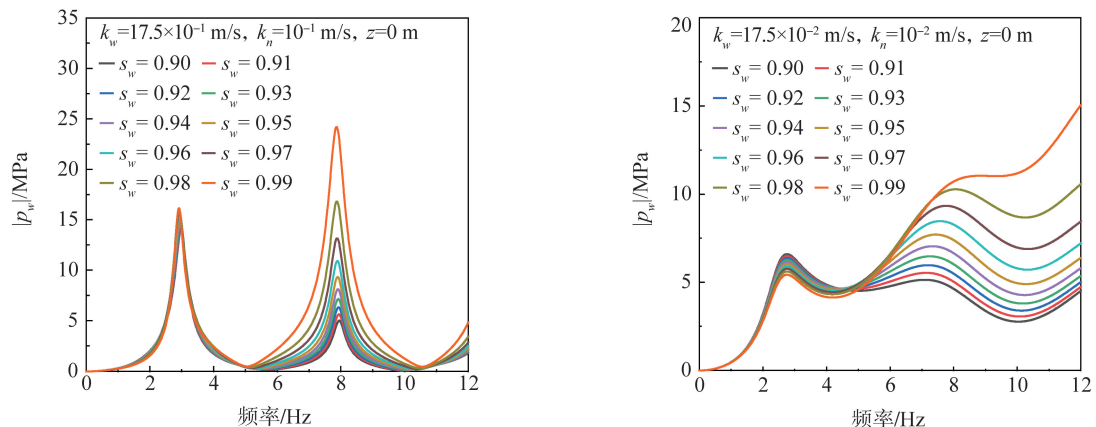 35
30
25
20
15
10
5
0
|p_w|/MPa
k_w=17.5×10⁻¹ m/s, k_n=10⁻¹ m/s, z=0 m
s_w= 0.90 s_w= 0.91
s_w= 0.92 s_w= 0.93
s_w= 0.94 s_w= 0.95
s_w= 0.96 s_w= 0.97
s_w= 0.98 s_w= 0.99
0 2 4 6 8 10 12
频率/Hz
20
15
10
5
0
|p_w|/MPa
k_w=17.5×10⁻² m/s, k_n=10⁻² m/s, z=0 m
s_w= 0.90 s_w= 0.91
s_w= 0.92 s_w= 0.93
s_w= 0.94 s_w= 0.95
s_w= 0.96 s_w= 0.97
s_w= 0.98 s_w= 0.99
0 2 4 6 8 10 12
频率/Hz